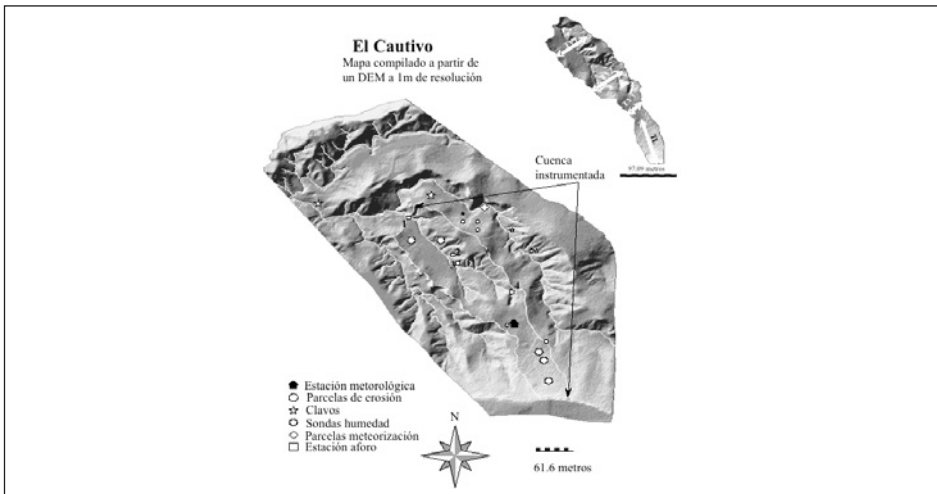 El Cautivo
Mapa compilado a partir de
un DEM a 1m de resolución
97.09 metros
Cuenca
instrumentada
Estación metorológica
Parcelas de erosión
Clavos
Sondas humedad
Parcelas meteorización
Estación aforo
N
61.6 metros